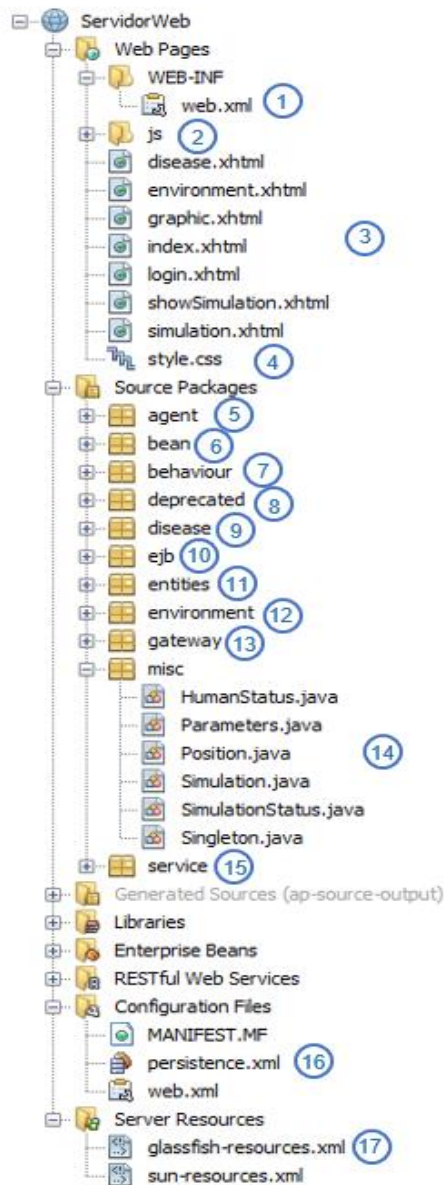 ServidorWeb
Web Pages
WEB-INF
web.xml 1
js 2
disease.xhtml
environment.xhtml
graphic.xhtml
index.xhtml 3
login.xhtml
showSimulation.xhtml
simulation.xhtml
style.css 4
Source Packages
agent 5
bean 6
behaviour 7
deprecated 8
disease 9
ejb 10
entities 11
environment 12
gateway 13
misc
HumanStatus.java
Parameters.java
Position.java 14
Simulation.java
SimulationStatus.java
Singleton.java
service 15
Generated Sources (ap-source-output)
Libraries
Enterprise Beans
RESTful Web Services
Configuration Files
MANIFEST.MF
persistence.xml 16
web.xml
Server Resources
glassfish-resources.xml 17
sun-resources.xml